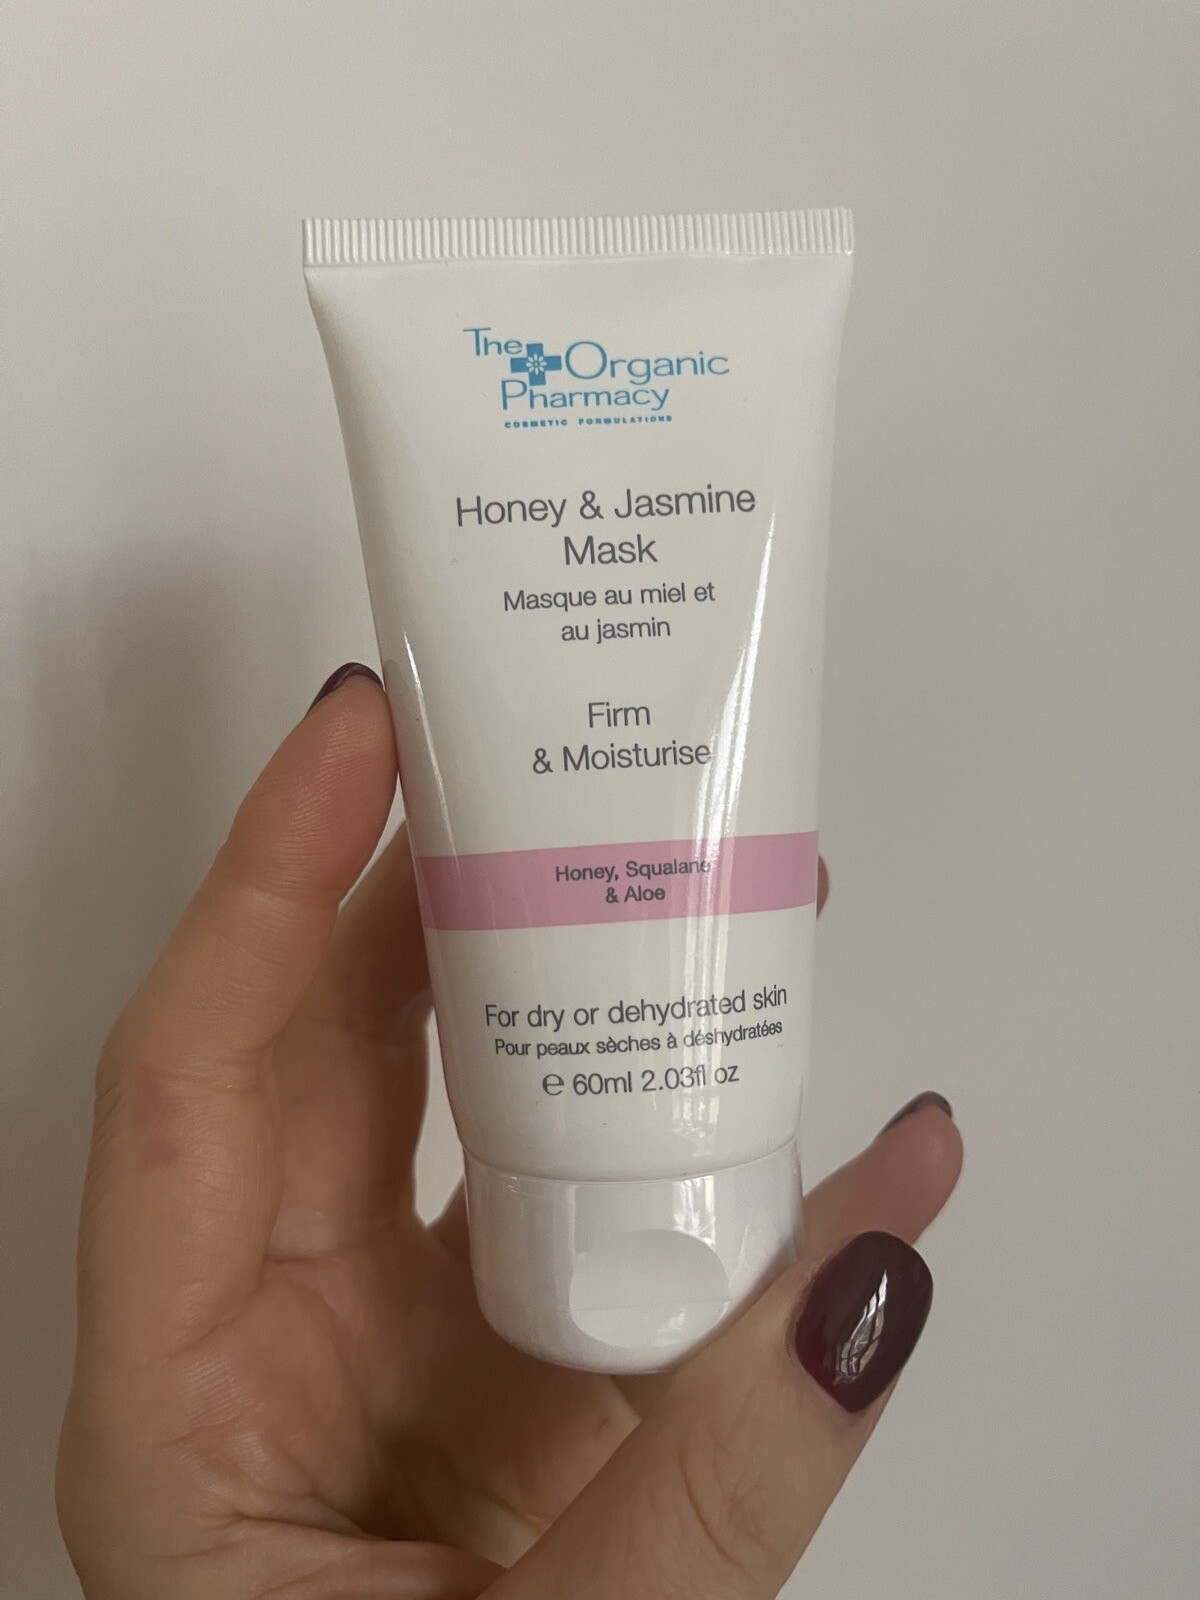 The Organic
Pharmacy
COSMETIC FORMULATIONS
Honey & Jasmine
Mask
Masque au miel et
au jasmin
Firm
& Moisturise
Honey, Squalane
& Aloe
For dry or dehydrated skin
Pour peaux sèches à déshydratées
℮ 60ml 2.03fl oz